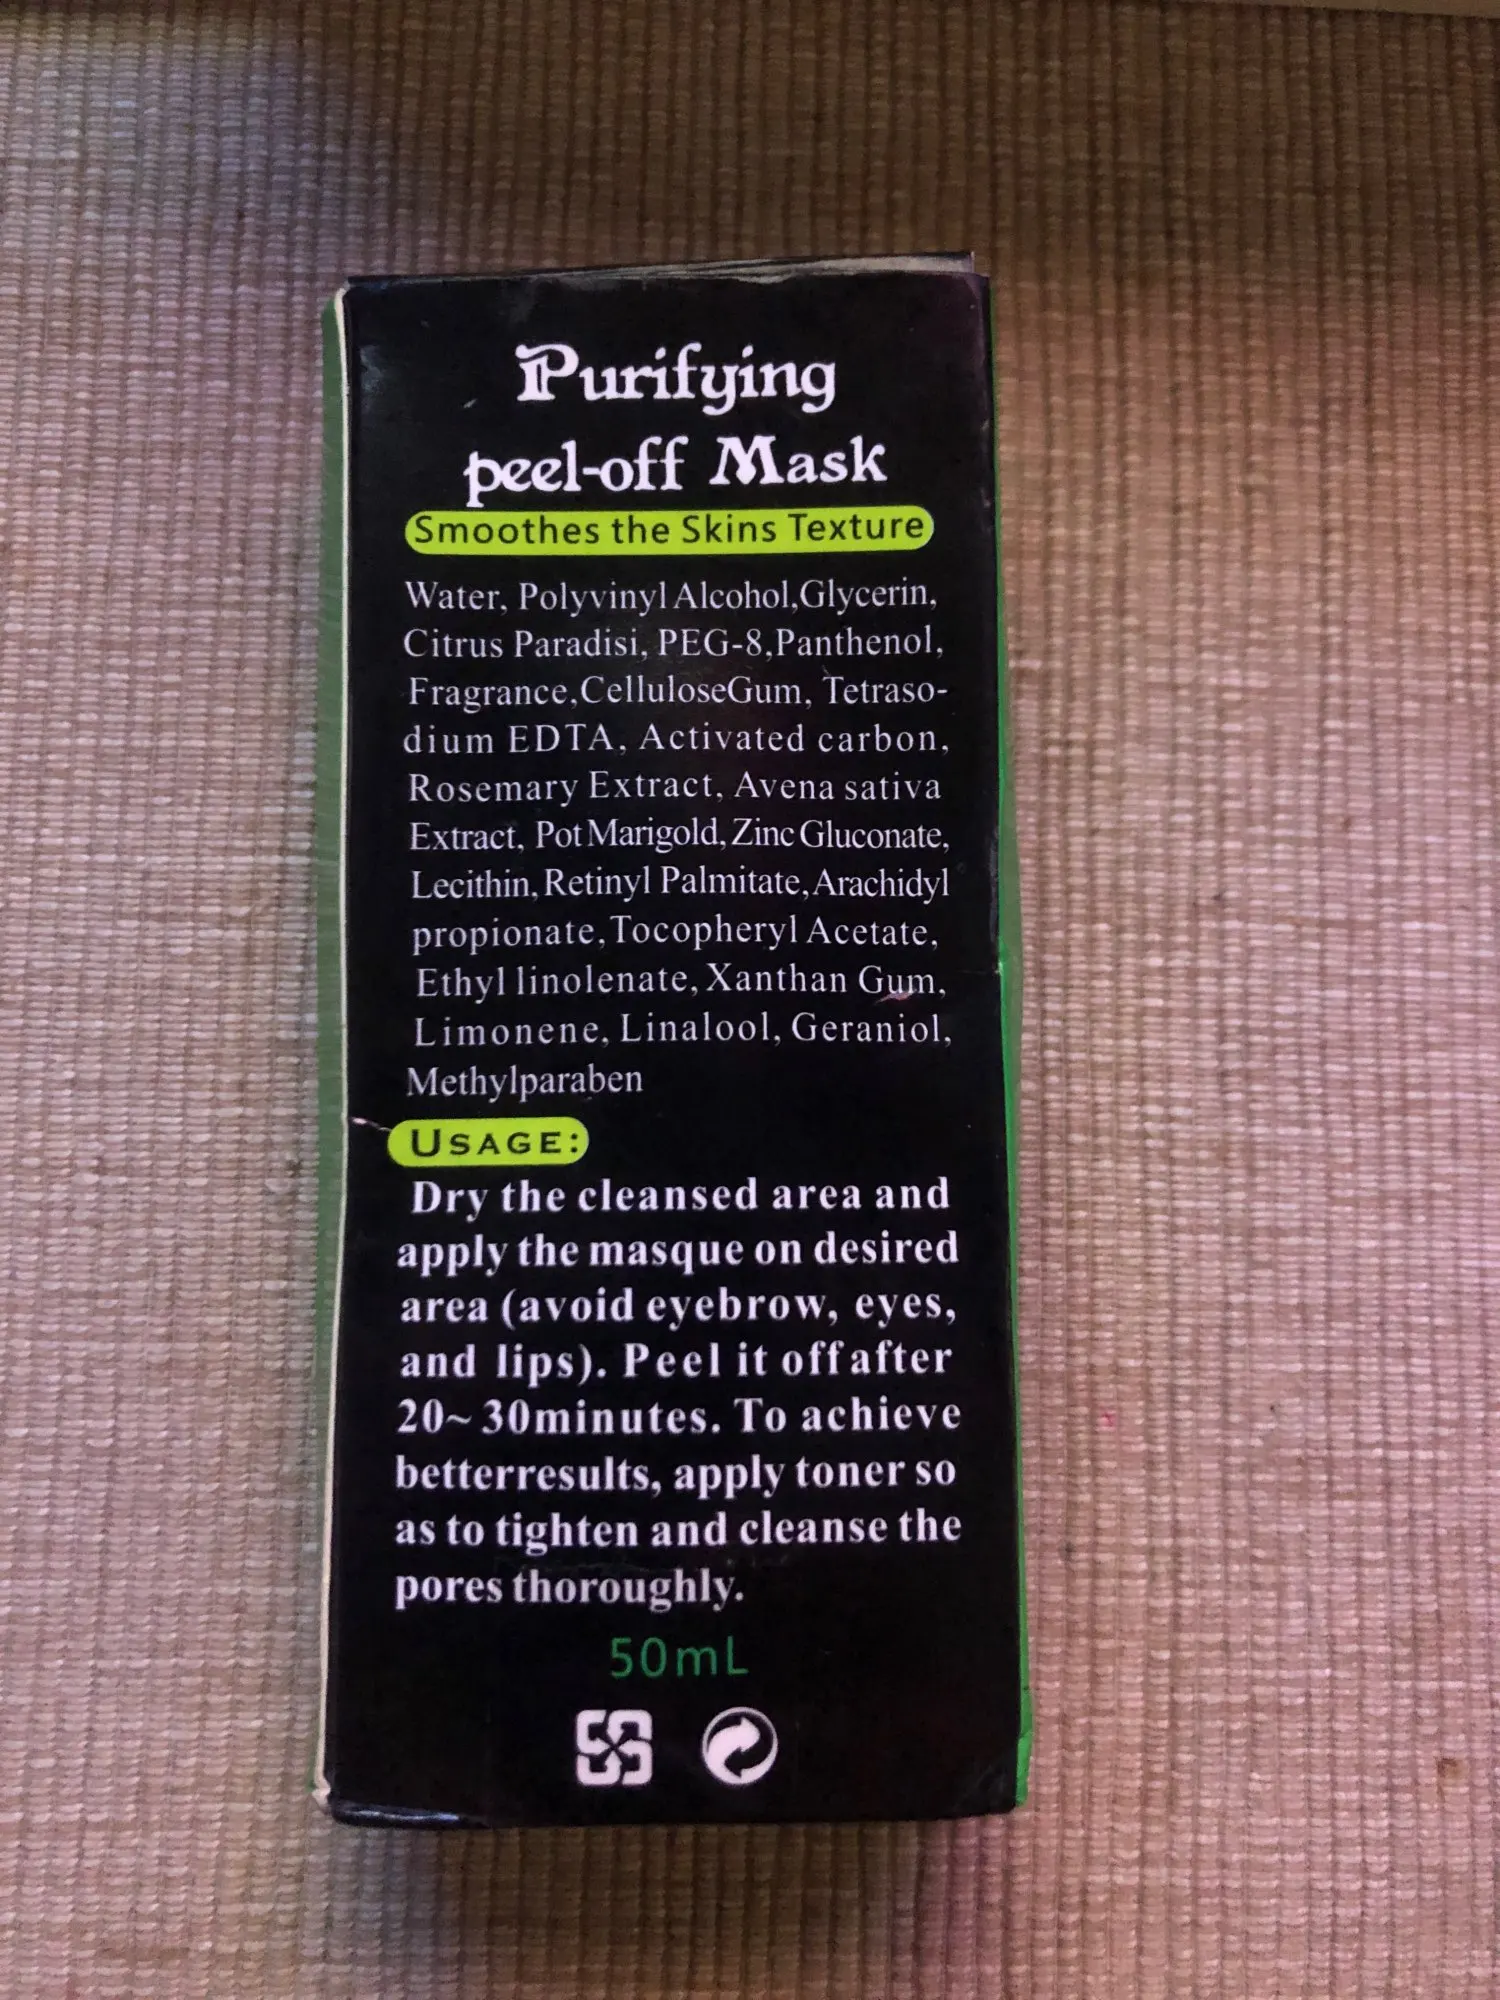 Purifying
peel-off Mask
Smoothes the Skins Texture
Water, Polyvinyl Alcohol,Glycerin,
Citrus Paradisi, PEG-8,Panthenol,
Fragrance,CelluloseGum, Tetraso-
dium EDTA, Activated carbon,
Rosemary Extract, Avena sativa
Extract, Pot Marigold, Zinc Gluconate,
Lecithin, Retinyl Palmitate, Arachidyl
propionate, Tocopheryl Acetate,
Ethyl linolenate, Xanthan Gum,
Limonene, Linalool, Geraniol,
Methylparaben
USAGE:
Dry the cleansed area and
apply the masque on desired
area (avoid eyebrow, eyes,
and lips). Peel it off after
20~ 30minutes. To achieve
betterresults, apply toner so
as to tighten and cleanse the
pores thoroughly.
50mL